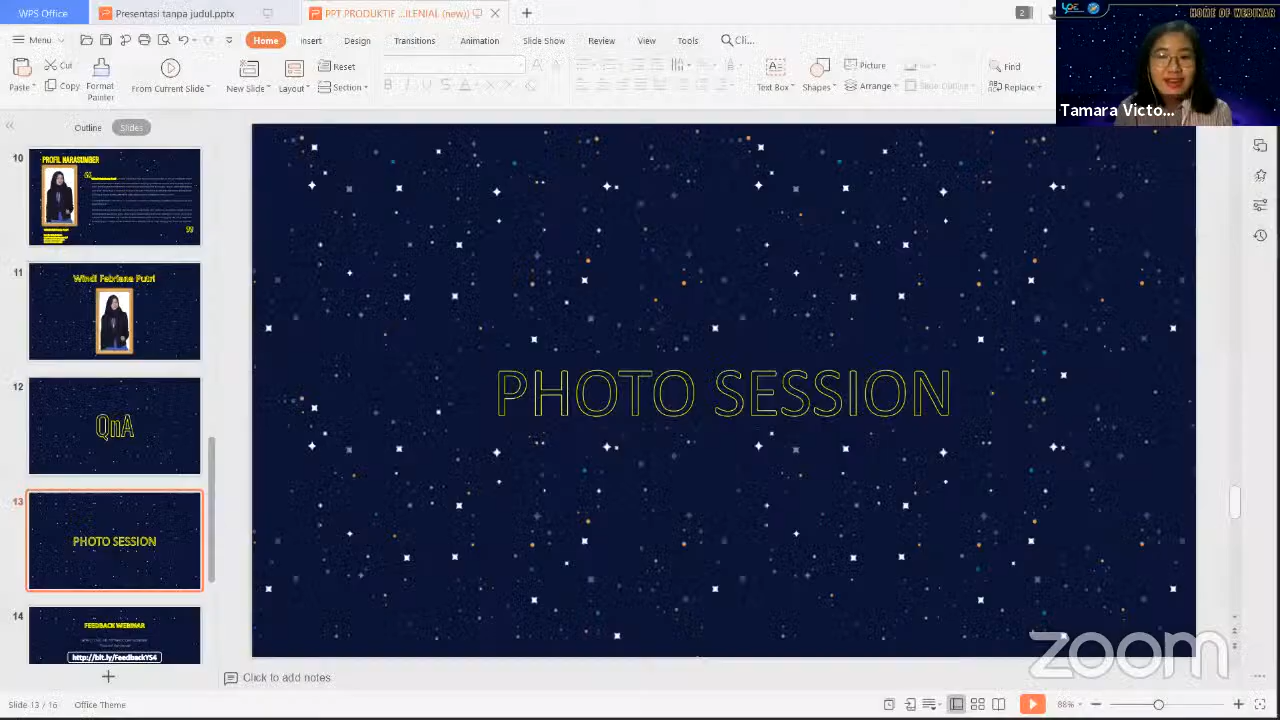 WPS Office
Presentasi tanpa judul.pptx
PPT PRODUKTIF ...ILENIAL (new))
2
HOME OF WEBINAR
Menu
Home
Insert
Design
Transitions
Animation
Show
Review
View
Tools
Cli...
Paste
Cut
Copy
Format Painter
From Current Slide
New Slide
Layout
Reset
Section
Text Box
Shapes
Picture
Arrange
Outline
Find
Replace
Tamara Victo...
Outline
Slides
10
PROFIL NARASUMBER
11
Windi Febriana Putri
12
QnA
13
PHOTO SESSION
14
FEEDBACK WEBINAR
http://bit.ly/FeedbackYS4
PHOTO SESSION
zoom
Click to add notes
Slide 13 / 16
Office Theme
88%